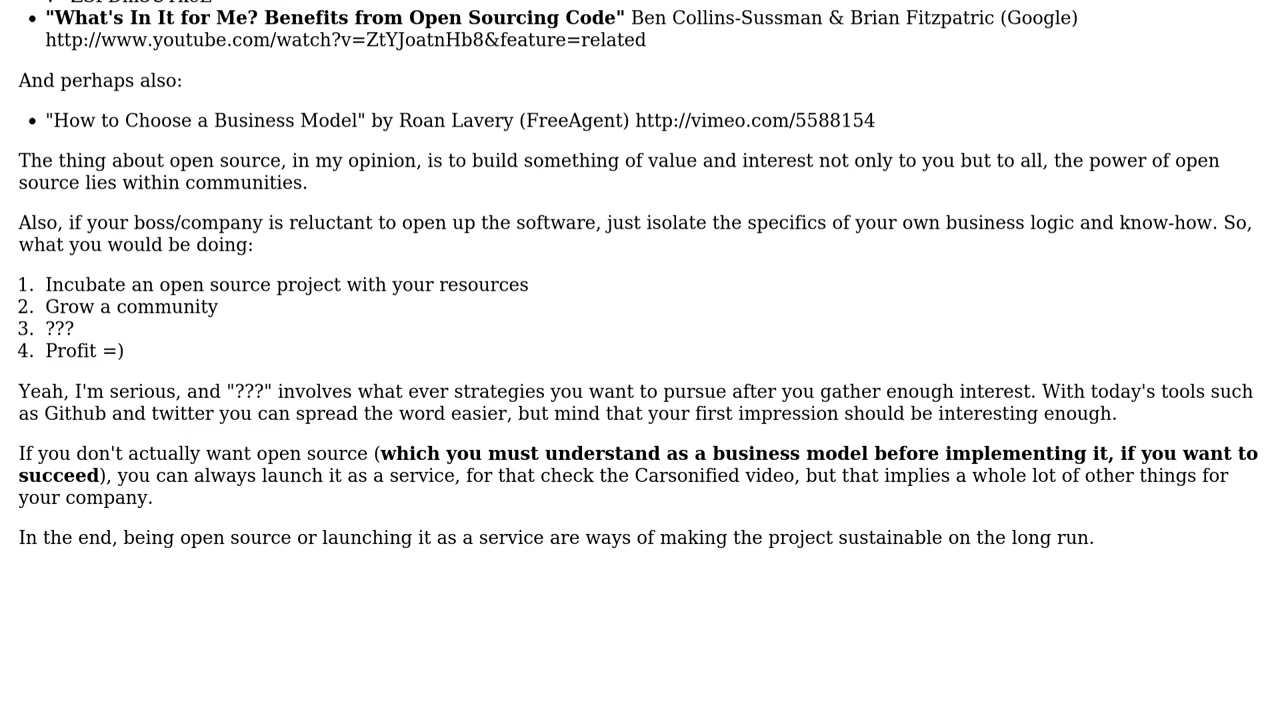 • "What's In It for Me? Benefits from Open Sourcing Code" Ben Collins-Sussman & Brian Fitzpatric (Google)
http://www.youtube.com/watch?v=ZtYJoatnHb8&feature=related
And perhaps also:
• "How to Choose a Business Model" by Roan Lavery (FreeAgent) http://vimeo.com/5588154
The thing about open source, in my opinion, is to build something of value and interest not only to you but to all, the power of open
source lies within communities.
Also, if your boss/company is reluctant to open up the software, just isolate the specifics of your own business logic and know-how. So,
what you would be doing:
1. Incubate an open source project with your resources
2. Grow a community
3. ???
4. Profit =)
Yeah, I'm serious, and "???" involves what ever strategies you want to pursue after you gather enough interest. With today's tools such
as Github and twitter you can spread the word easier, but mind that your first impression should be interesting enough.
If you don't actually want open source (which you must understand as a business model before implementing it, if you want to
succeed), you can always launch it as a service, for that check the Carsonified video, but that implies a whole lot of other things for
your company.
In the end, being open source or launching it as a service are ways of making the project sustainable on the long run.